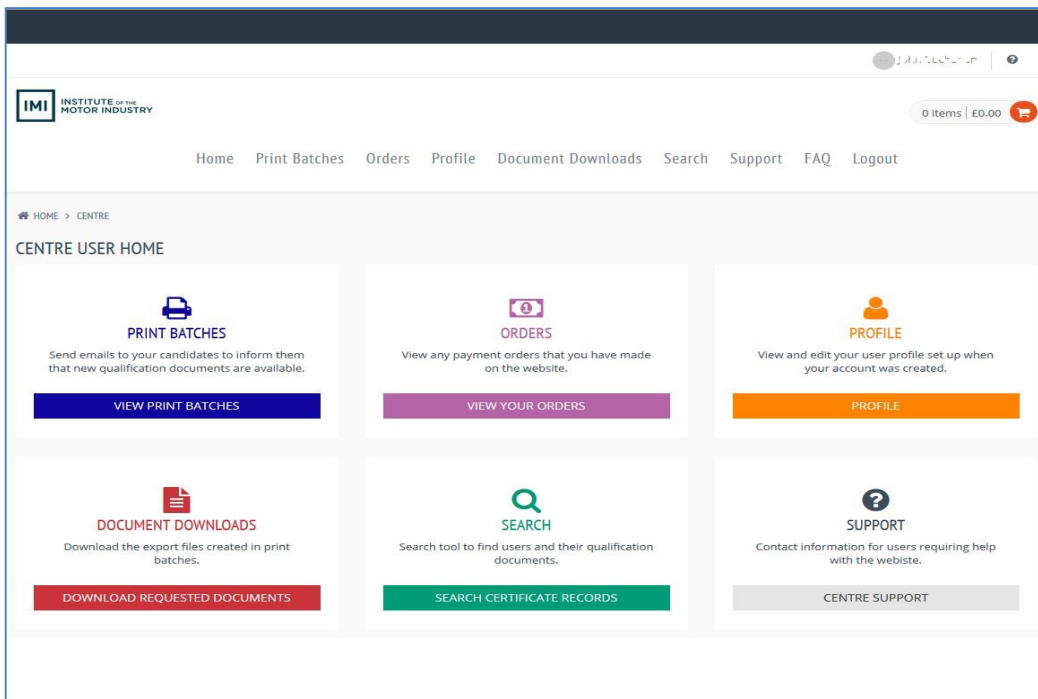 IMI INSTITUTE OF THE
MOTOR INDUSTRY
0 items | £0.00
Home Print Batches Orders Profile Document Downloads Search Support FAQ Logout
HOME > CENTRE
CENTRE USER HOME
PRINT BATCHES
Send emails to your candidates to inform them
that new qualification documents are available.
VIEW PRINT BATCHES
ORDERS
View any payment orders that you have made
on the website.
VIEW YOUR ORDERS
PROFILE
View and edit your user profile set up when
your account was created.
PROFILE
DOCUMENT DOWNLOADS
Download the export files created in print
batches.
DOWNLOAD REQUESTED DOCUMENTS
SEARCH
Search tool to find users and their qualification
documents.
SEARCH CERTIFICATE RECORDS
SUPPORT
Contact information for users requiring help
with the webiste.
CENTRE SUPPORT